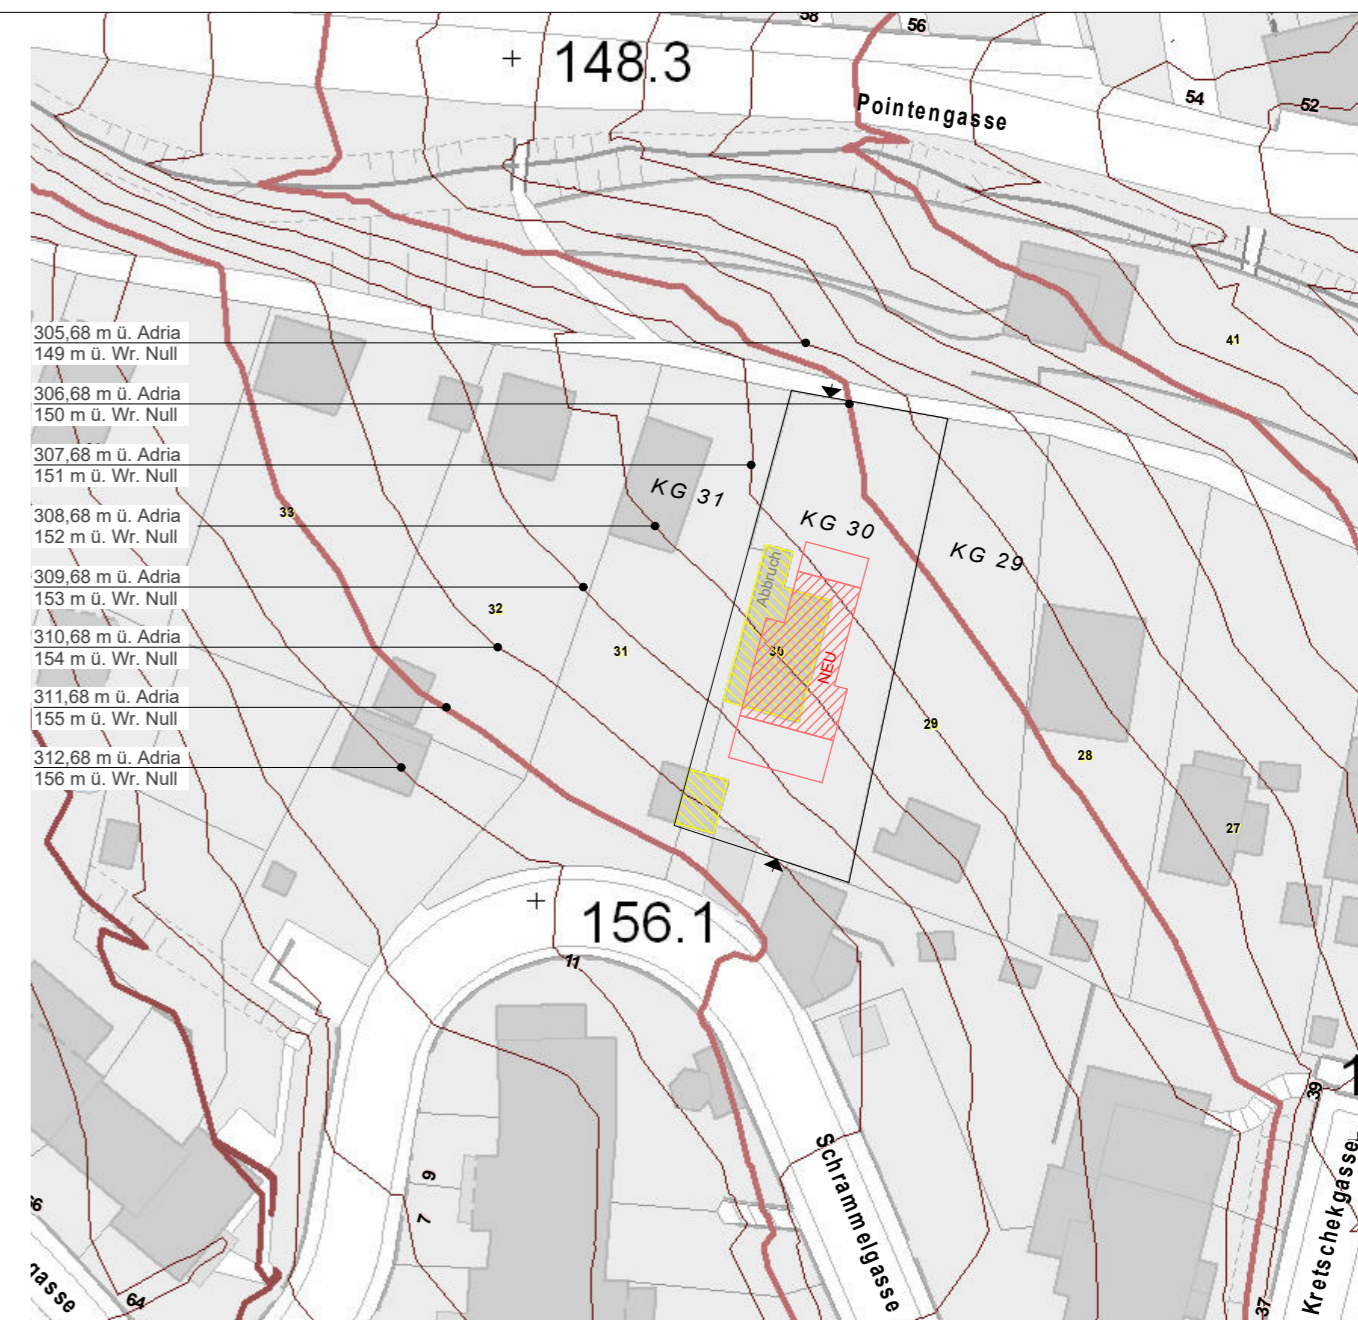 58
56
148.3
Pointengasse
54
52
41
305,68 m ü. Adria
149 m ü. Wr. Null
306,68 m ü. Adria
150 m ü. Wr. Null
307,68 m ü. Adria
151 m ü. Wr. Null
308,68 m ü. Adria
152 m ü. Wr. Null
309,68 m ü. Adria
153 m ü. Wr. Null
310,68 m ü. Adria
154 m ü. Wr. Null
311,68 m ü. Adria
155 m ü. Wr. Null
312,68 m ü. Adria
156 m ü. Wr. Null
KG 31
KG 30
KG 29
33
32
31
Abbruch
30
NEU
29
28
27
156.1
11
9
7
Schrammelgasse
39
Kretschekgasse
37
66
gasse
64